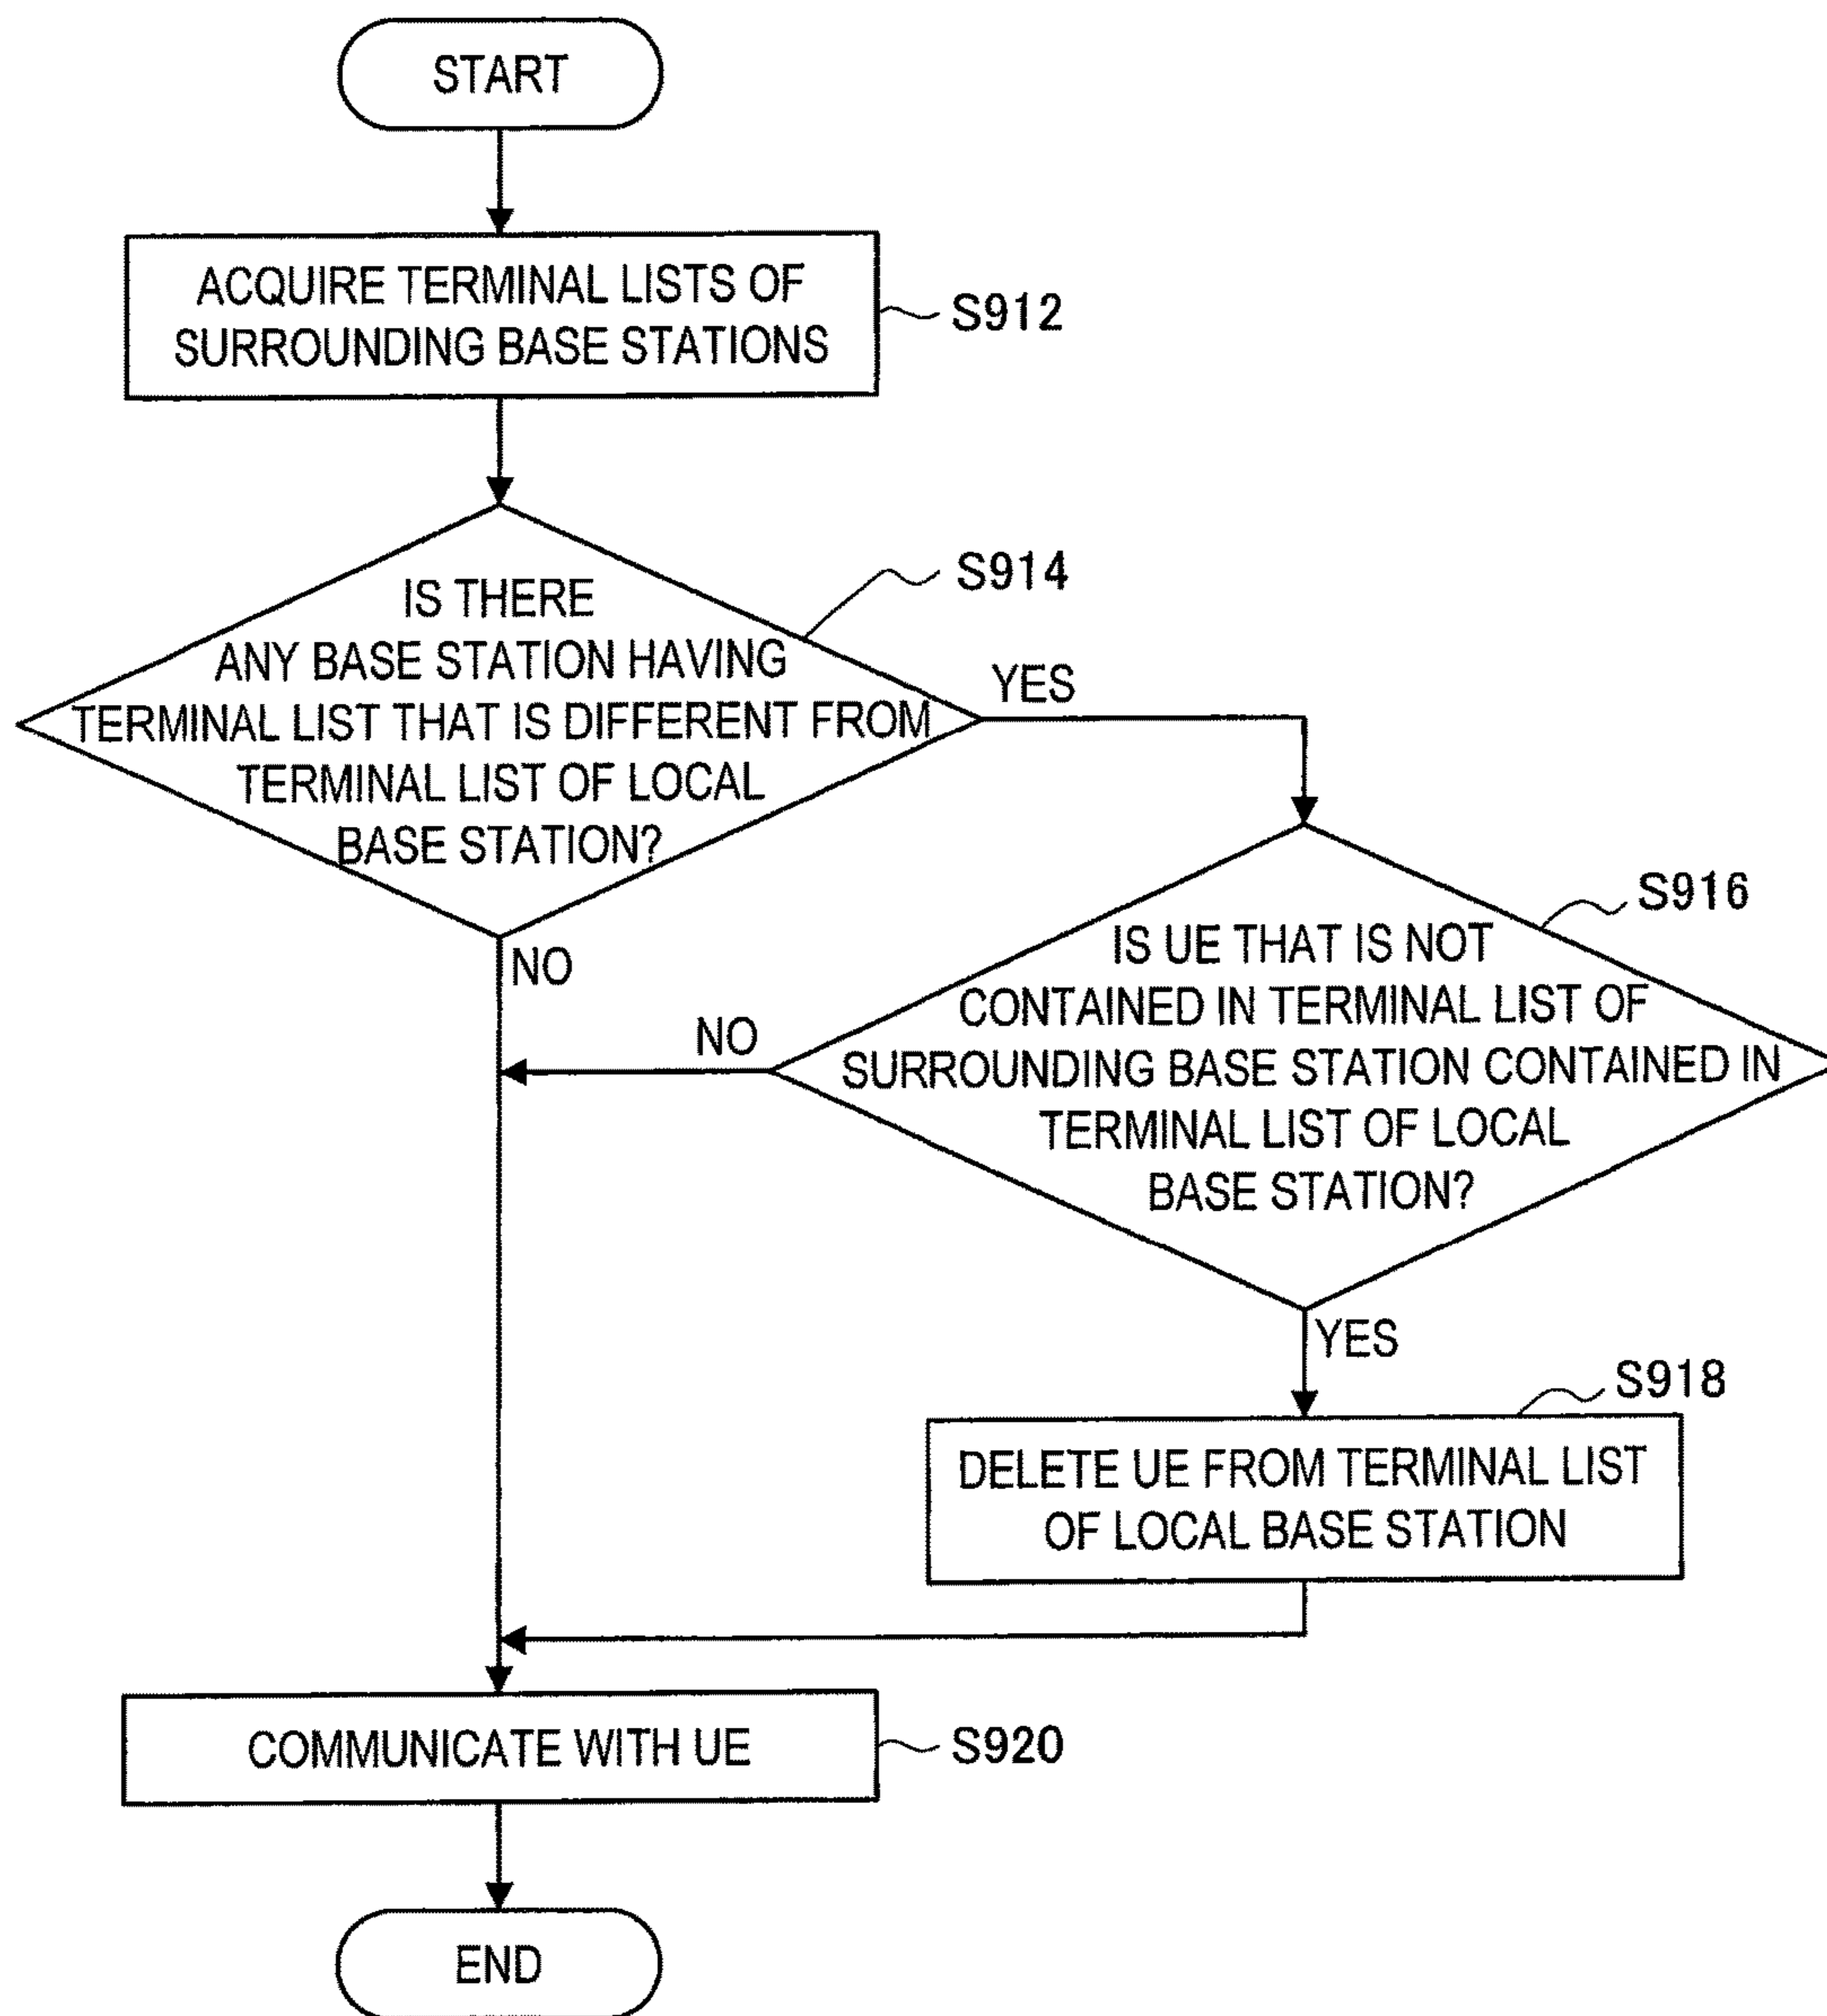 START
ACQUIRE TERMINAL LISTS OF
SURROUNDING BASE STATIONS
S912
IS THERE
ANY BASE STATION HAVING
TERMINAL LIST THAT IS DIFFERENT FROM
TERMINAL LIST OF LOCAL
BASE STATION?
S914
YES
NO
IS UE THAT IS NOT
CONTAINED IN TERMINAL LIST OF
SURROUNDING BASE STATION CONTAINED IN
TERMINAL LIST OF LOCAL
BASE STATION?
S916
NO
YES
DELETE UE FROM TERMINAL LIST
OF LOCAL BASE STATION
S918
COMMUNICATE WITH UE
S920
END